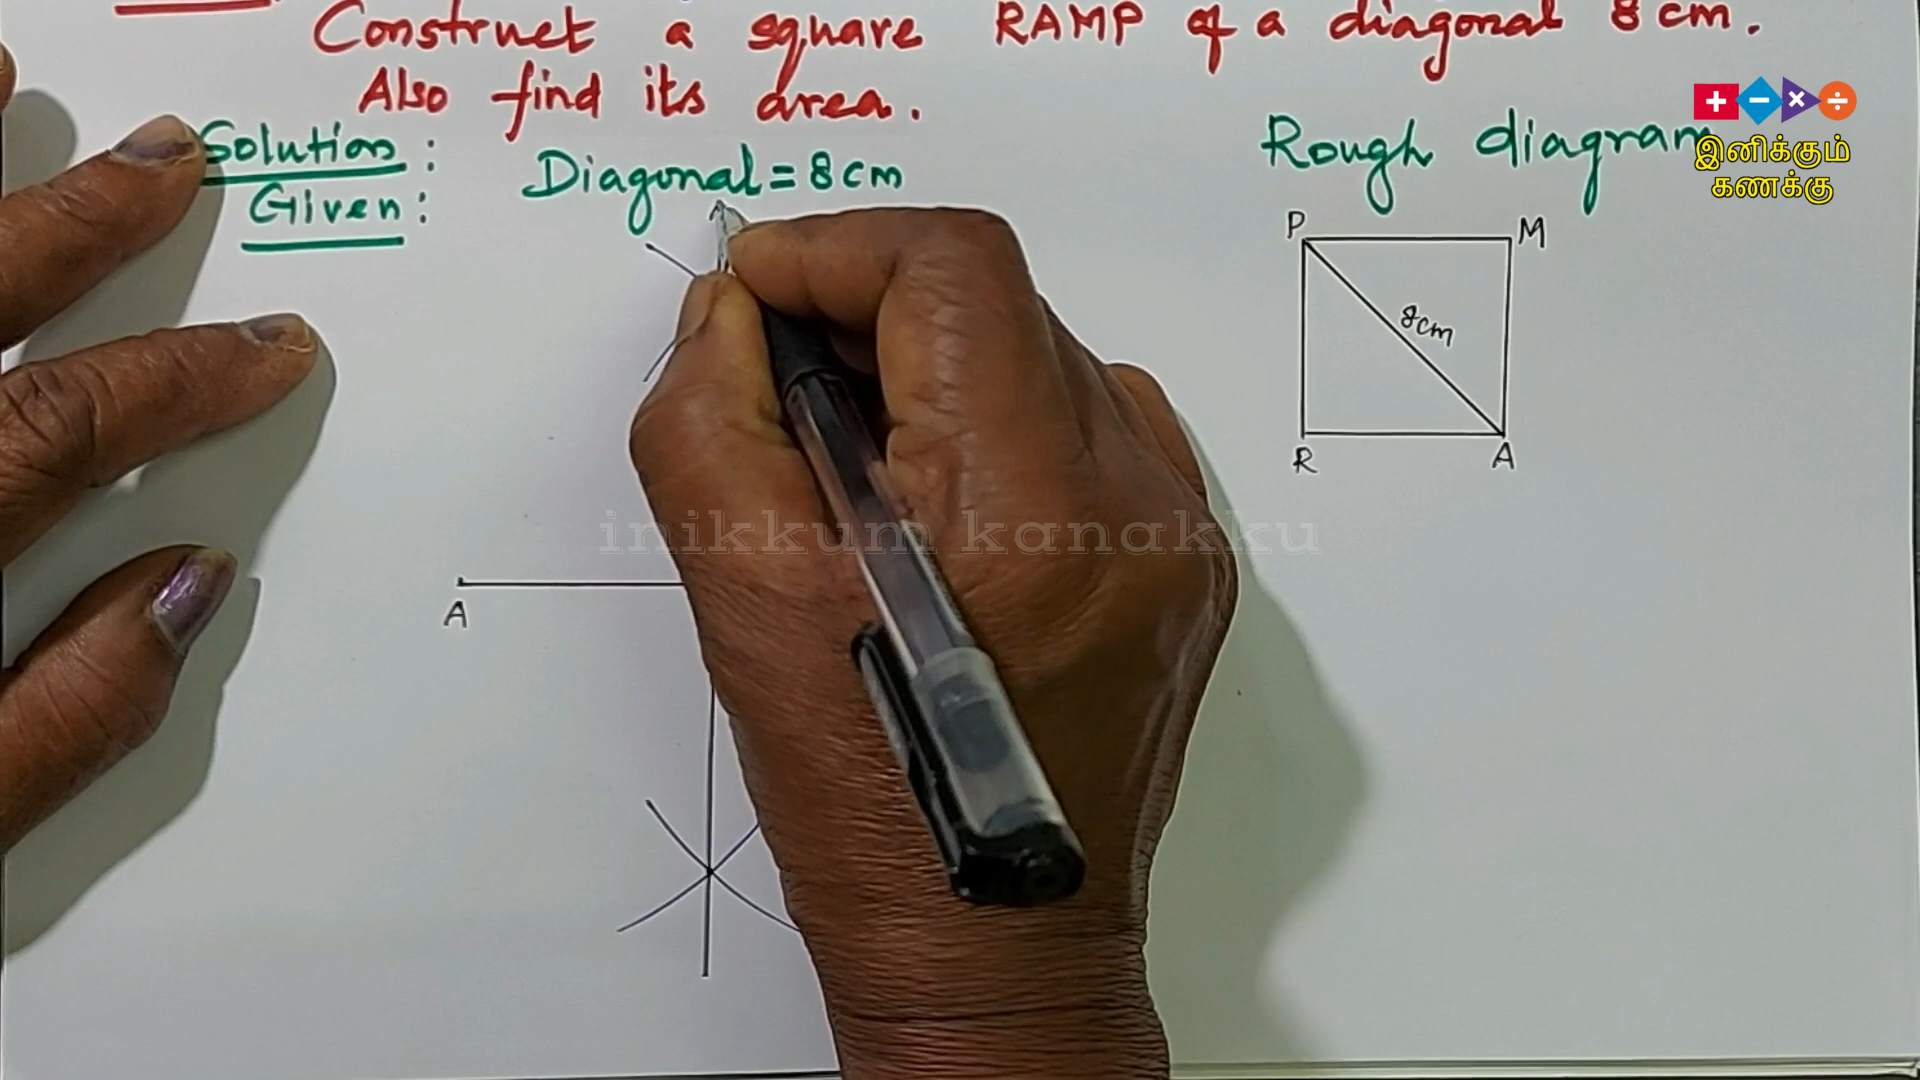 Construct a square RAMP of a diagonal 8 cm.
Also find its area.
Solution:
Given: Diagonal = 8 cm
Rough diagram
+ − × ÷
இனிக்கும்
கணக்கு
P M
8cm
R A
inikkum kanakku
A